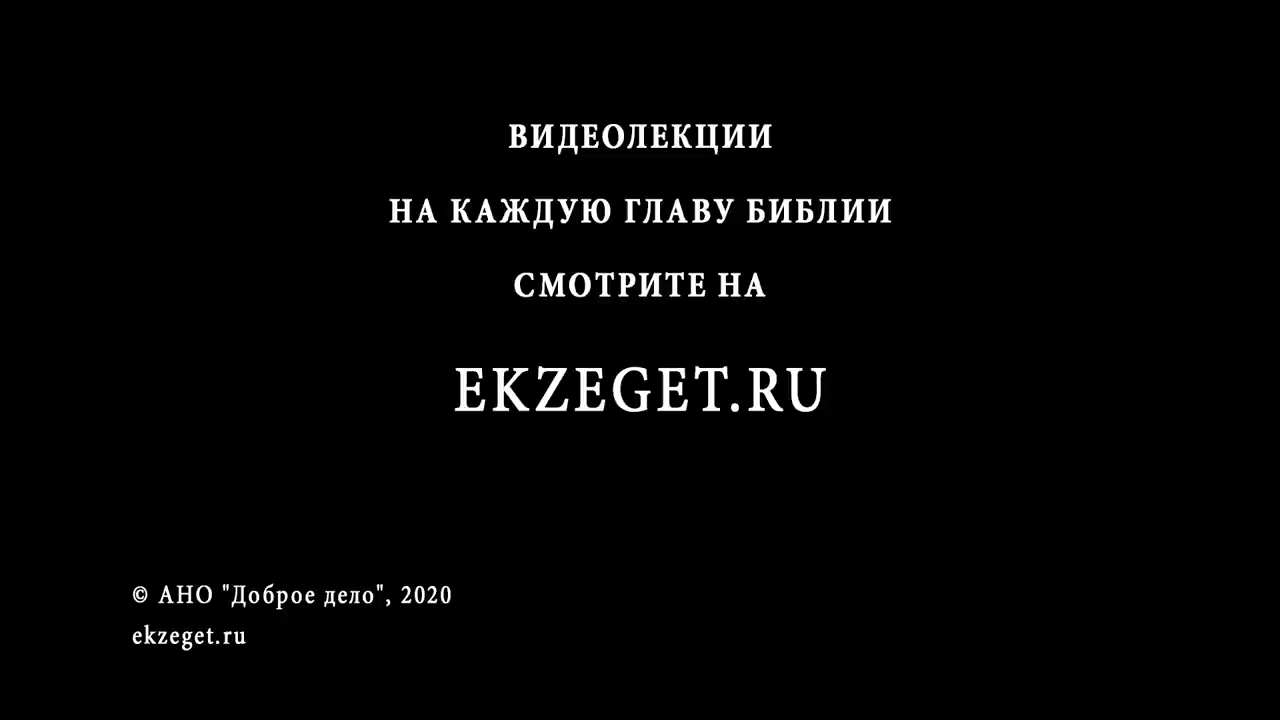 ВИДЕОЛЕКЦИИ
НА КАЖДУЮ ГЛАВУ БИБЛИИ
СМОТРИТЕ НА
EKZEGET.RU
© АНО "Доброе дело", 2020
ekzeget.ru